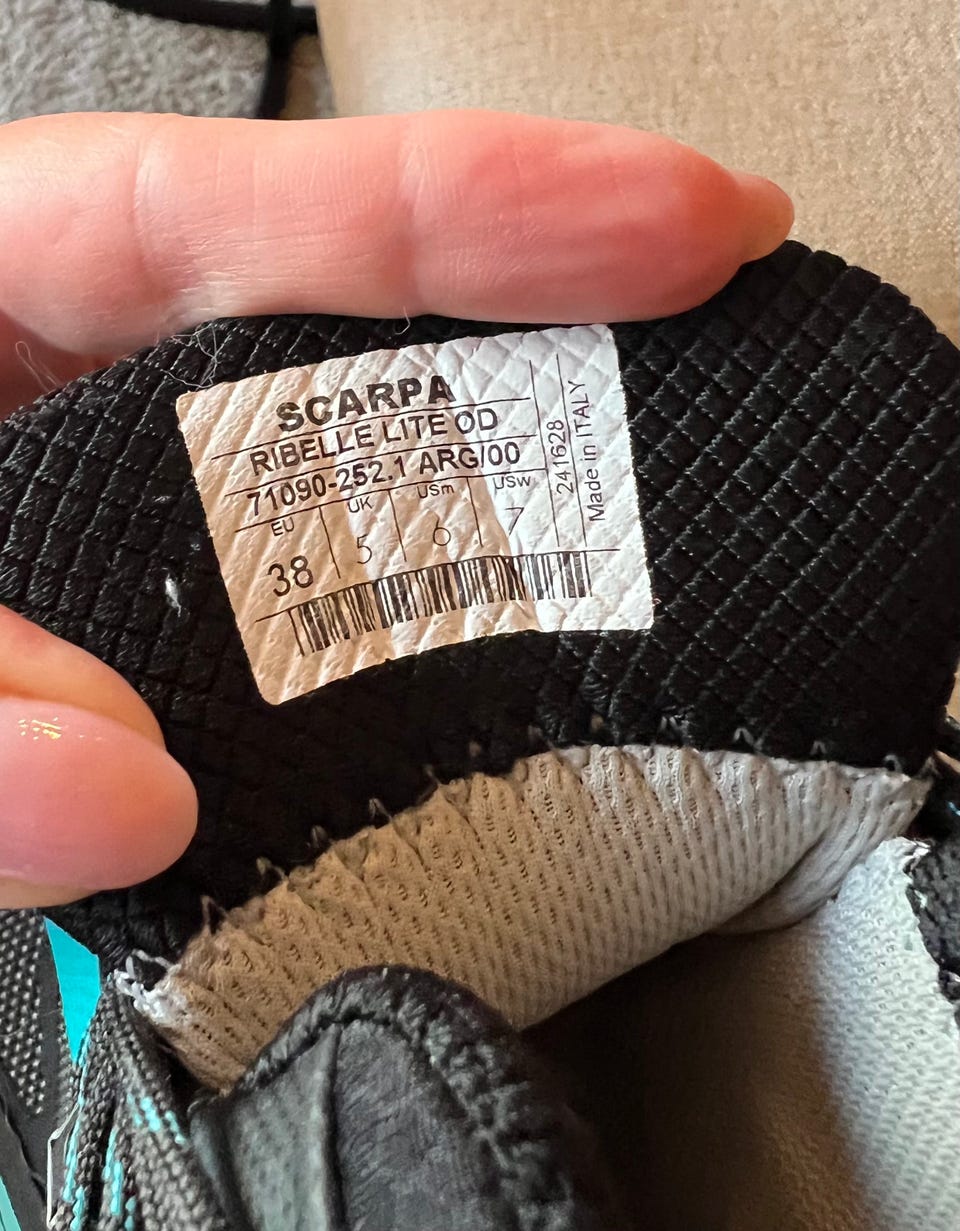 SCARPA
RIBELLE LITE OD
71090-252.1 ARG/00
EU UK USm USw
38 5 6 7
241628
Made in ITALY